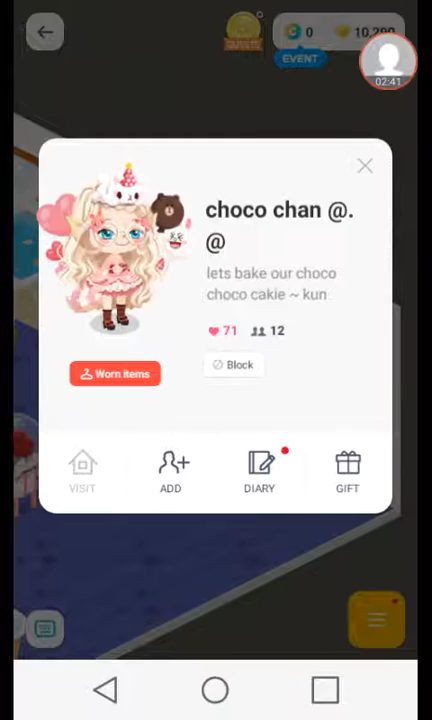 0
10,290
EVENT
02:41
choco chan @.
@
lets bake our choco
choco cakie ~ kun
71
12
Worn items
Block
VISIT
ADD
DIARY
GIFT